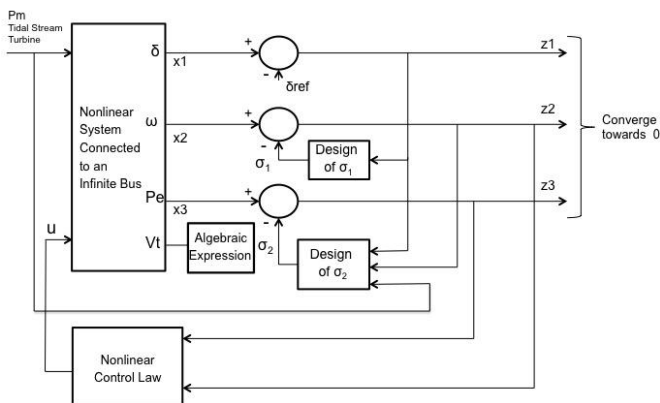 Pm
Tidal Stream
Turbine
Nonlinear
System
Connected
to an
Infinite Bus
δ
x1
ω
x2
Pe
x3
Vt
u
+
-
δref
z1
+
-
σ1
Design
of σ1
z2
+
-
σ2
Algebraic
Expression
Design
of σ2
z3
Converge
towards 0
Nonlinear
Control Law